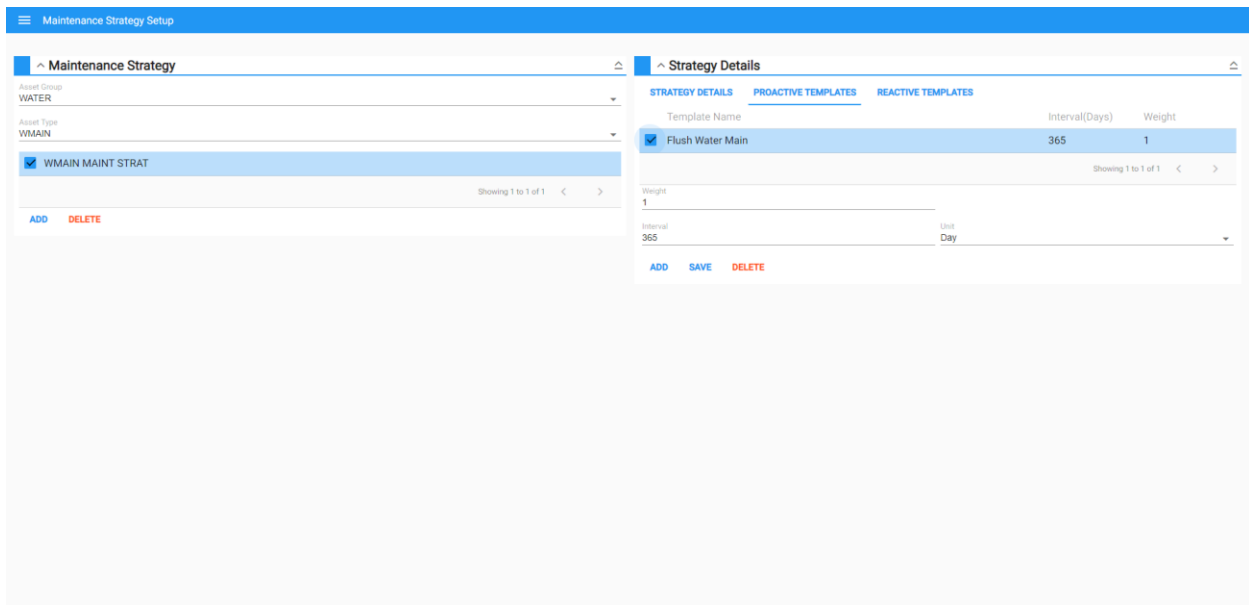 Maintenance Strategy Setup
Maintenance Strategy
Asset Group
WATER
Asset Type
WMAIN
WMAIN MAINT STRAT
Showing 1 to 1 of 1
ADD DELETE
Strategy Details
STRATEGY DETAILS PROACTIVE TEMPLATES REACTIVE TEMPLATES
Template Name Interval(Days) Weight
Flush Water Main 365 1
Showing 1 to 1 of 1
Weight
1
Interval Unit
365 Day
ADD SAVE DELETE